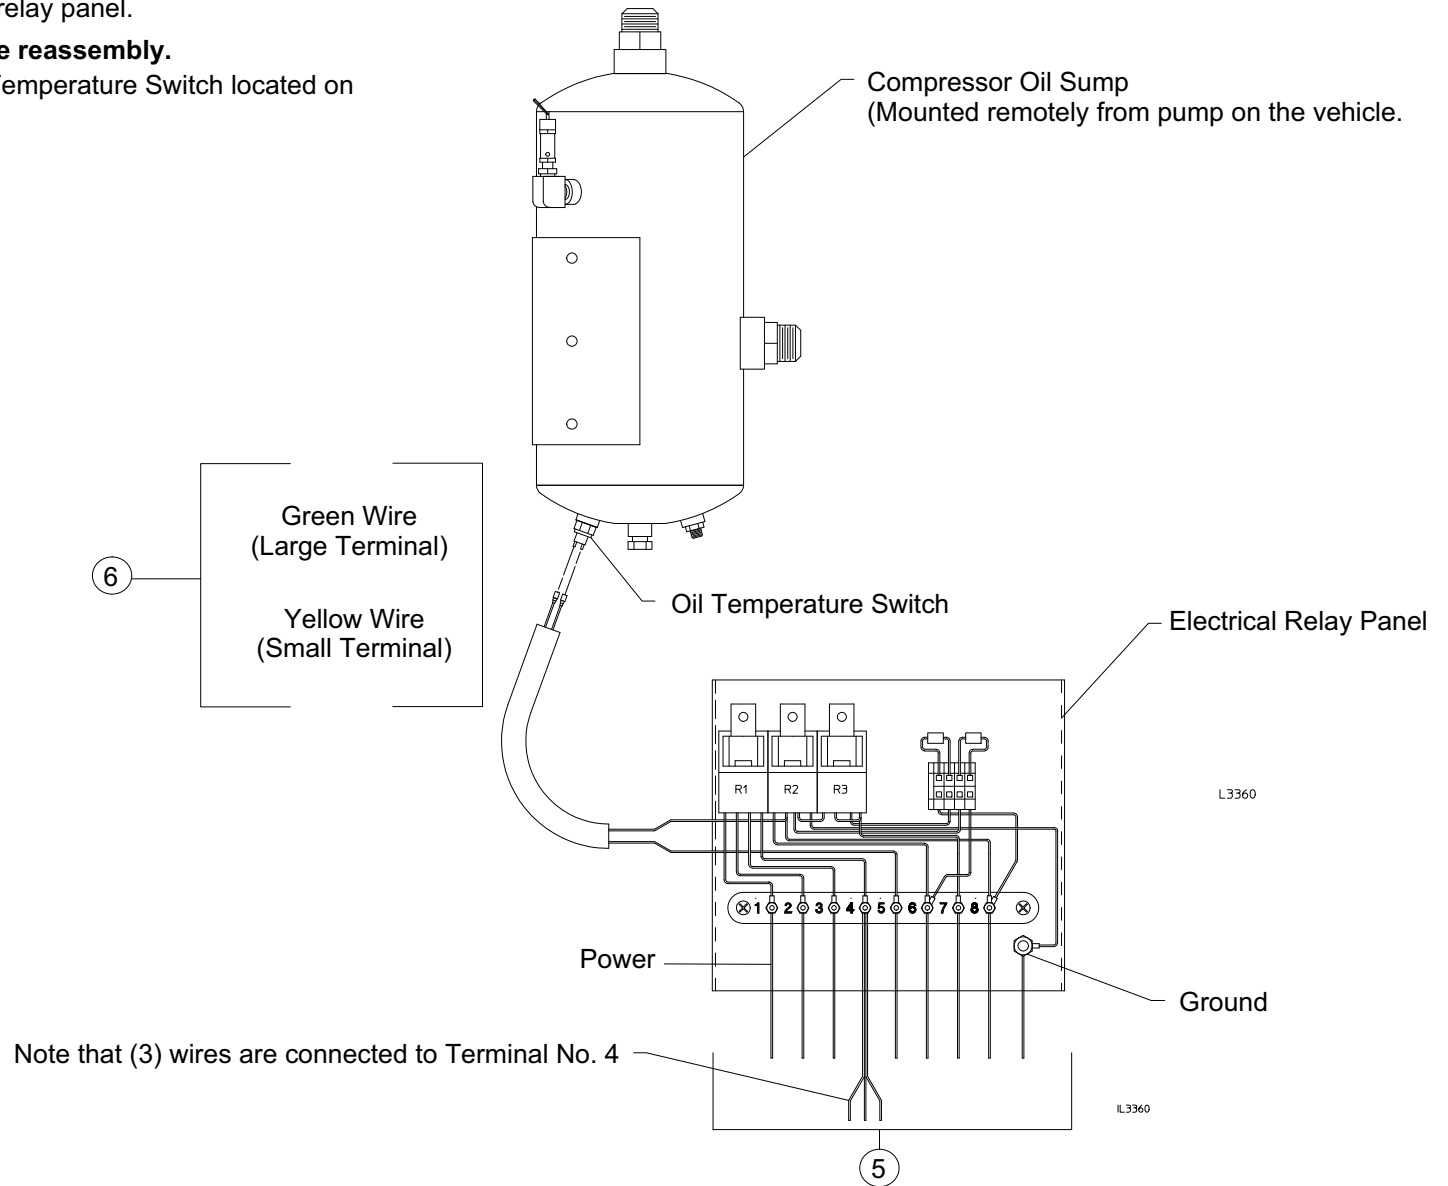 relay panel.
e reassembly.
Temperature Switch located on
Compressor Oil Sump
(Mounted remotely from pump on the vehicle.
Green Wire
(Large Terminal)
6
Yellow Wire
(Small Terminal)
Oil Temperature Switch
Electrical Relay Panel
R1 R2 R3
L3360
1 2 3 4 5 6 7 8
Power
Ground
Note that (3) wires are connected to Terminal No. 4
IL3360
5